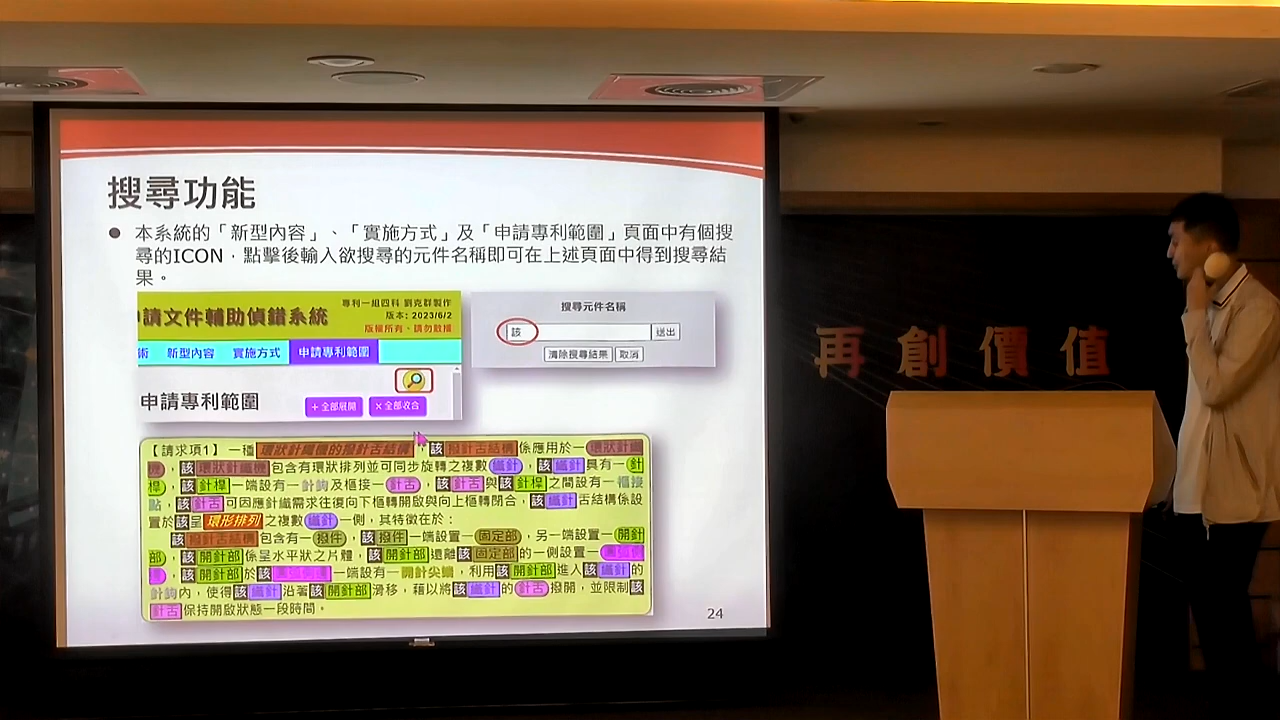 搜尋功能
● 本系統的「新型內容」、「實施方式」及「申請專利範圍」頁面中有個搜
尋的ICON，點擊後輸入欲搜尋的元件名稱即可在上述頁面中得到搜尋結
果。
請文件輔助偵錯系統
專利一組四科 劉克群製作
版本: 2023/6/2
版權所有、請勿散播
術 新型內容 實施方式 申請專利範圍
申請專利範圍
+ 全部展開 × 全部收合
搜尋元件名稱
該 送出
清除搜尋結果 取消
【請求項1】 一種環狀針織機的撥針舌結構，該撥針舌結構係應用於一環狀針織
機，該環狀針織機包含有環狀排列並可同步旋轉之複數織針，該織針具有一針
桿，該針桿一端設有一針鉤及樞接一針舌，該針舌與該針桿之間設有一樞接
點，該針舌可因應針織需求往復向下樞轉開啟與向上樞轉閉合，該織針舌結構係設
置於該呈環形排列之複數織針一側，其特徵在於：
該撥針舌結構包含有一撥件，該撥件一端設置一固定部，另一端設置一開針
部，該開針部係呈水平狀之片體，該開針部遠離該固定部的一側設置一
，該開針部於該 一端設有一開針尖端，利用該開針部進入該織針的
針鉤內，使得該織針沿著該開針部滑移，藉以將該織針的針舌撥開，並限制該
針舌保持開啟狀態一段時間。
24
再創價值